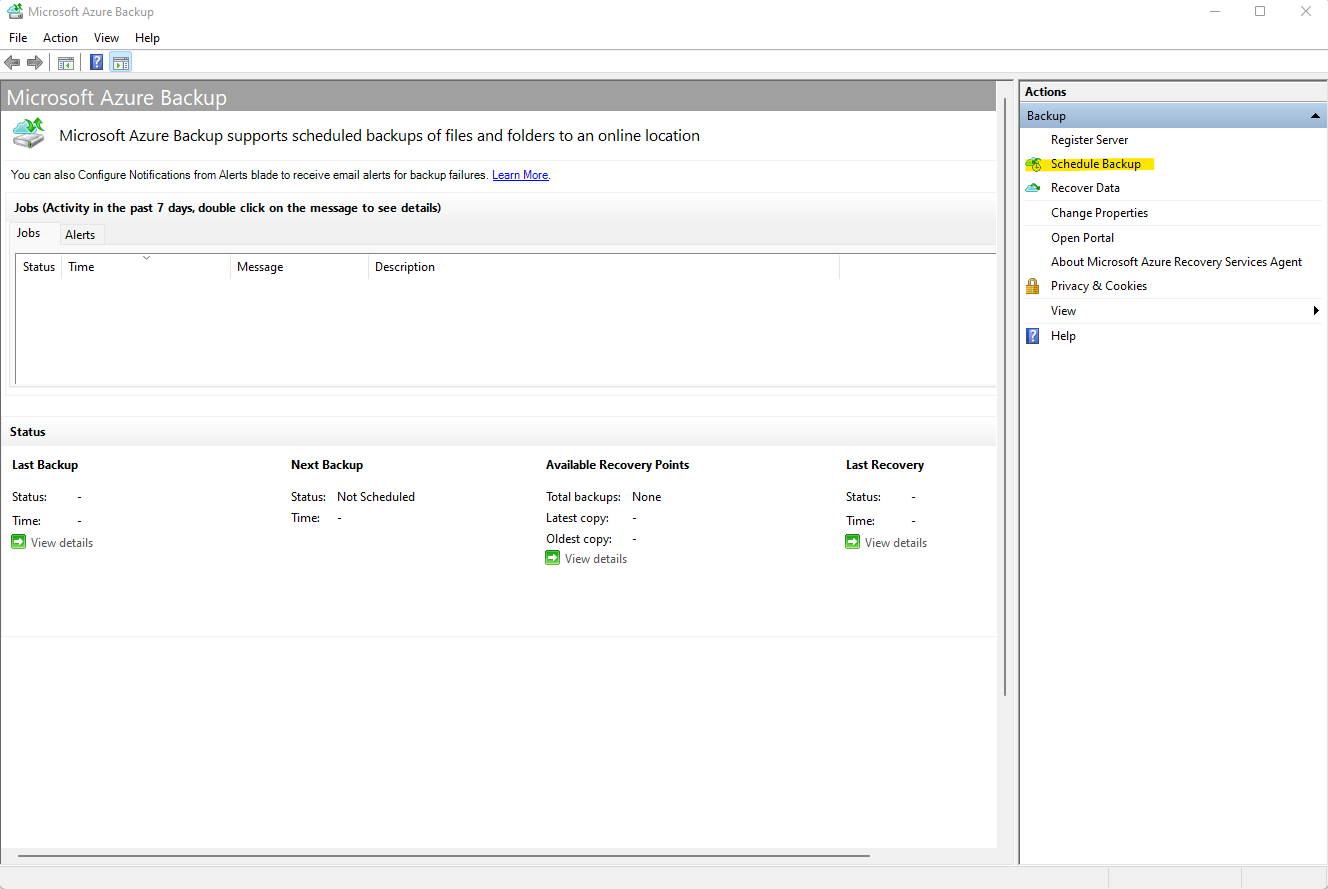 Microsoft Azure Backup
File Action View Help
Microsoft Azure Backup
Microsoft Azure Backup supports scheduled backups of files and folders to an online location
You can also Configure Notifications from Alerts blade to receive email alerts for backup failures. Learn More.
Jobs (Activity in the past 7 days, double click on the message to see details)
Jobs Alerts
Status Time Message Description
Status
Last Backup
Status: -
Time: -
View details
Next Backup
Status: Not Scheduled
Time: -
Available Recovery Points
Total backups: None
Latest copy: -
Oldest copy: -
View details
Last Recovery
Status: -
Time: -
View details
Actions
Backup
Register Server
Schedule Backup
Recover Data
Change Properties
Open Portal
About Microsoft Azure Recovery Services Agent
Privacy & Cookies
View
Help